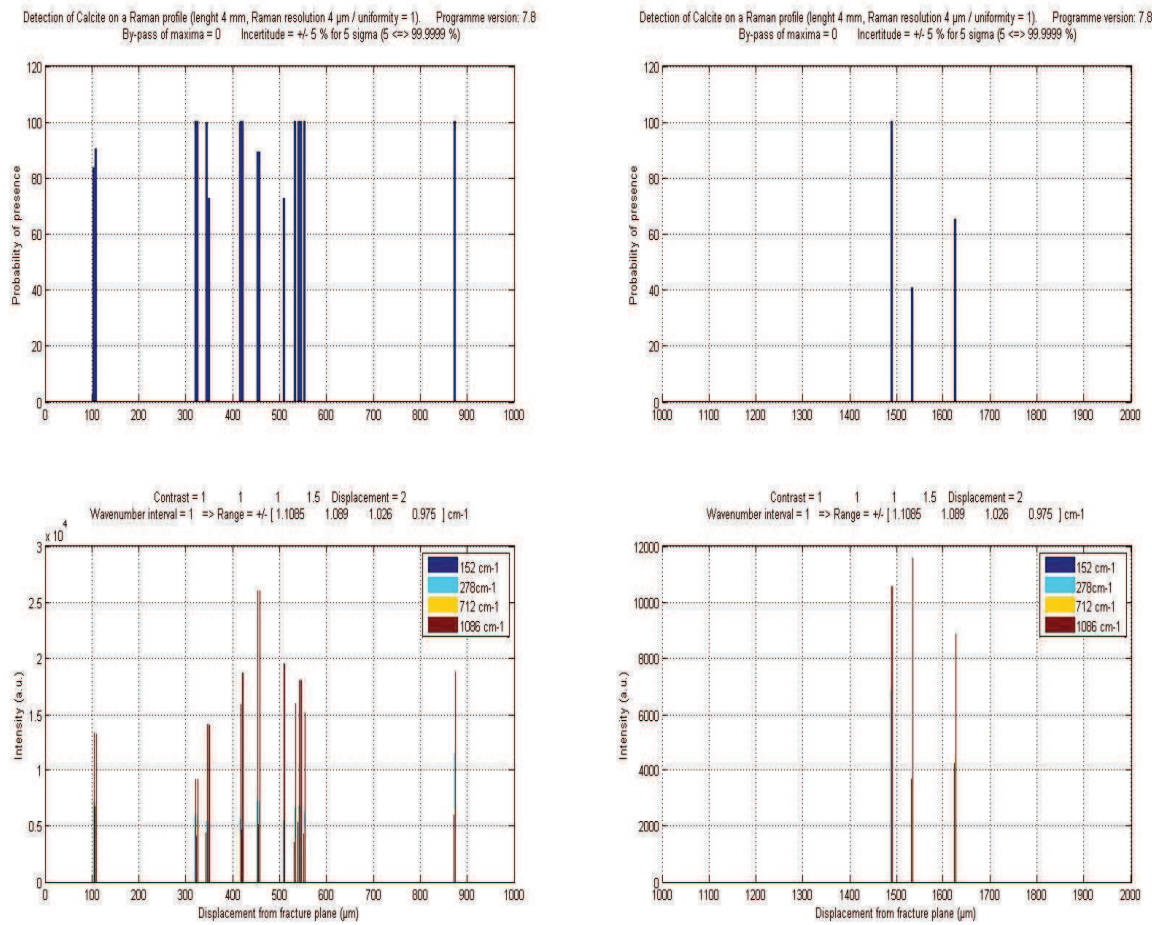 Detection of Calcite on a Raman profile (lenght 4 mm, Raman resolution 4 µm / uniformity = 1). Programme version: 7.8
By-pass of maxima = 0 Incertitude = +/- 5 % for 5 sigma (5 <=> 99.9999 %)
120
100
80
60
40
20
0
Probability of presence
0 100 200 300 400 500 600 700 800 900 1000
Detection of Calcite on a Raman profile (lenght 4 mm, Raman resolution 4 µm / uniformity = 1). Programme version: 7.8
By-pass of maxima = 0 Incertitude = +/- 5 % for 5 sigma (5 <=> 99.9999 %)
120
100
80
60
40
20
0
Probability of presence
1000 1100 1200 1300 1400 1500 1600 1700 1800 1900 2000
Contrast = 1 1 1 1.5 Displacement = 2
Wavenumber interval = 1 => Range = +/- [ 1.1085 1.089 1.026 0.975 ] cm-1
x 10^4
3
2.5
2
1.5
1
0.5
0
Intensity (a.u.)
152 cm-1
278cm-1
712 cm-1
1086 cm-1
0 100 200 300 400 500 600 700 800 900 1000
Displacement from fracture plane (µm)
Contrast = 1 1 1 1.5 Displacement = 2
Wavenumber interval = 1 => Range = +/- [ 1.1085 1.089 1.026 0.975 ] cm-1
12000
10000
8000
6000
4000
2000
0
Intensity (a.u.)
152 cm-1
278cm-1
712 cm-1
1086 cm-1
1000 1100 1200 1300 1400 1500 1600 1700 1800 1900 2000
Displacement from fracture plane (µm)